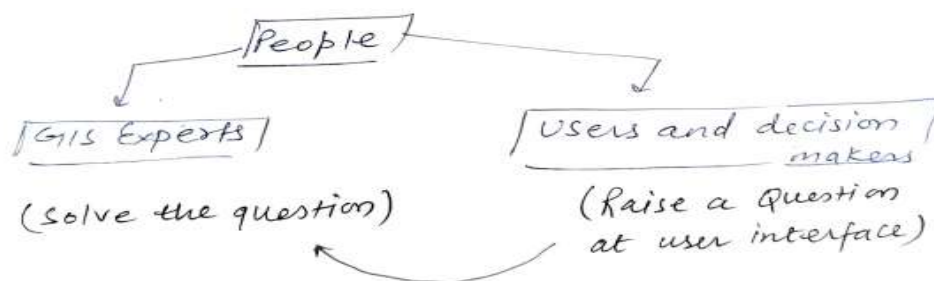 People
GIS Experts
Users and decision
makers
(Solve the question)
(Raise a Question
at user interface)